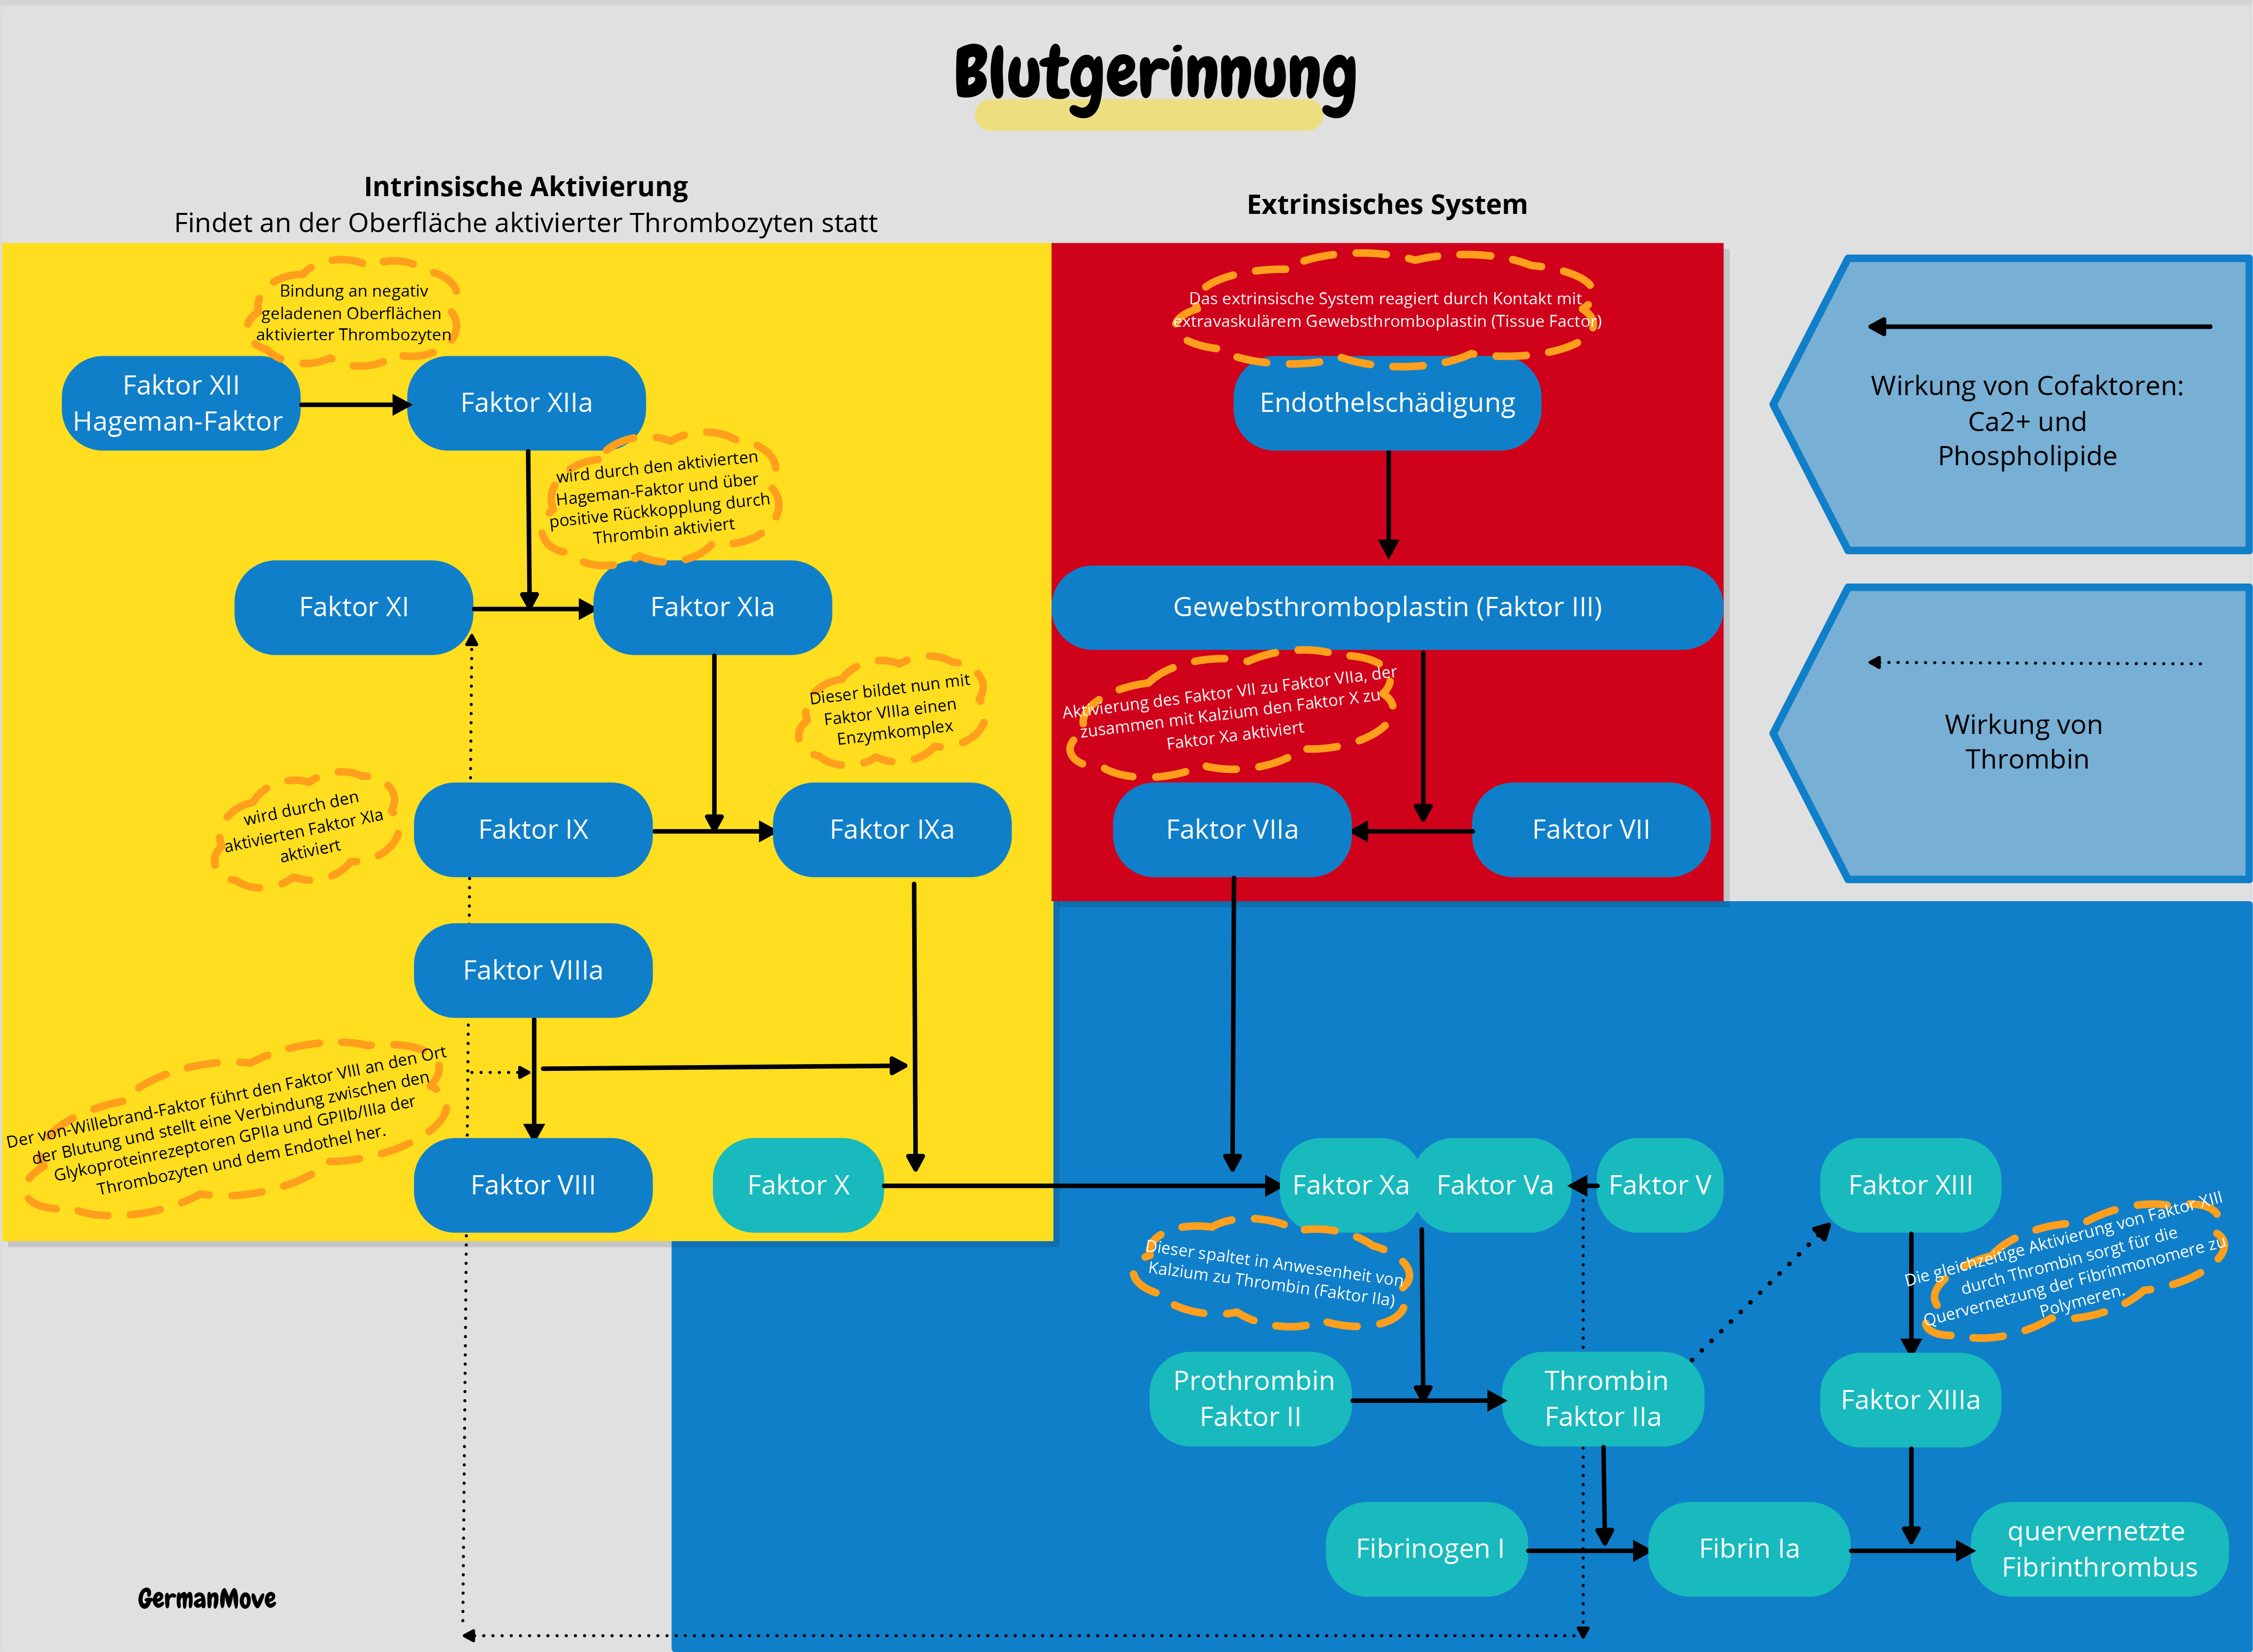 Blutgerinnung
Intrinsische Aktivierung
Findet an der Oberfläche aktivierter Thrombozyten statt
Bindung an negativ
geladenen Oberflächen
aktivierter Thrombozyten
Faktor XII
Hageman-Faktor
Faktor XIIa
wird durch den aktivierten
Hageman-Faktor und über
positive Rückkopplung durch
Thrombin aktiviert
Faktor XI
Faktor XIa
Dieser bildet nun mit
Faktor VIIIa einen
Enzymkomplex
wird durch den
aktivierten Faktor XIa
aktiviert
Faktor IX
Faktor IXa
Faktor VIIIa
Der von-Willebrand-Faktor führt den Faktor VIII an den Ort
der Blutung und stellt eine Verbindung zwischen den
Glykoproteinrezeptoren GPIIa und GPIIb/IIIa der
Thrombozyten und dem Endothel her.
Faktor VIII
Faktor X
Extrinsisches System
Das extrinsische System reagiert durch Kontakt mit
extravaskulärem Gewebsthromboplastin (Tissue Factor)
Endothelschädigung
Gewebsthromboplastin (Faktor III)
Aktivierung des Faktor VII zu Faktor VIIa, der
zusammen mit Kalzium den Faktor X zu
Faktor Xa aktiviert
Faktor VIIa
Faktor VII
Wirkung von Cofaktoren:
Ca2+ und
Phospholipide
Wirkung von
Thrombin
Faktor Xa
Faktor Va
Faktor V
Faktor XIII
Dieser spaltet in Anwesenheit von
Kalzium zu Thrombin (Faktor IIa)
Die gleichzeitige Aktivierung von Faktor XIII
durch Thrombin sorgt für die
Quervernetzung der Fibrinmonomere zu
Polymeren.
Prothrombin
Faktor II
Thrombin
Faktor IIa
Faktor XIIIa
Fibrinogen I
Fibrin Ia
quervernetzte
Fibrinthrombus
GermanMove